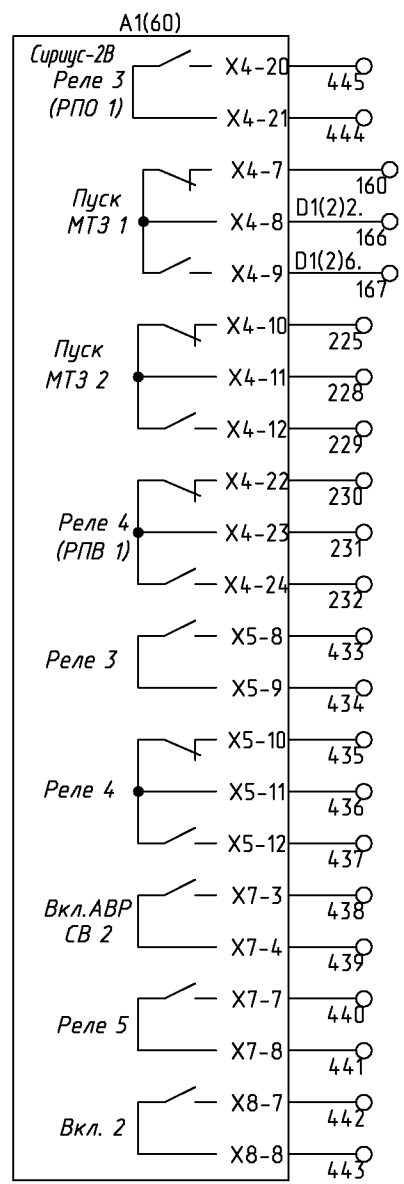 А1(60)
Сириус-2В
Реле 3
(РПО 1)
X4-20
445
X4-21
444
Пуск
МТЗ 1
X4-7
160
X4-8
D1(2)2.
166
X4-9
D1(2)6.
167
Пуск
МТЗ 2
X4-10
225
X4-11
228
X4-12
229
Реле 4
(РПВ 1)
X4-22
230
X4-23
231
X4-24
232
Реле 3
X5-8
433
X5-9
434
Реле 4
X5-10
435
X5-11
436
X5-12
437
Вкл.АВР
СВ 2
X7-3
438
X7-4
439
Реле 5
X7-7
440
X7-8
441
Вкл. 2
X8-7
442
X8-8
443